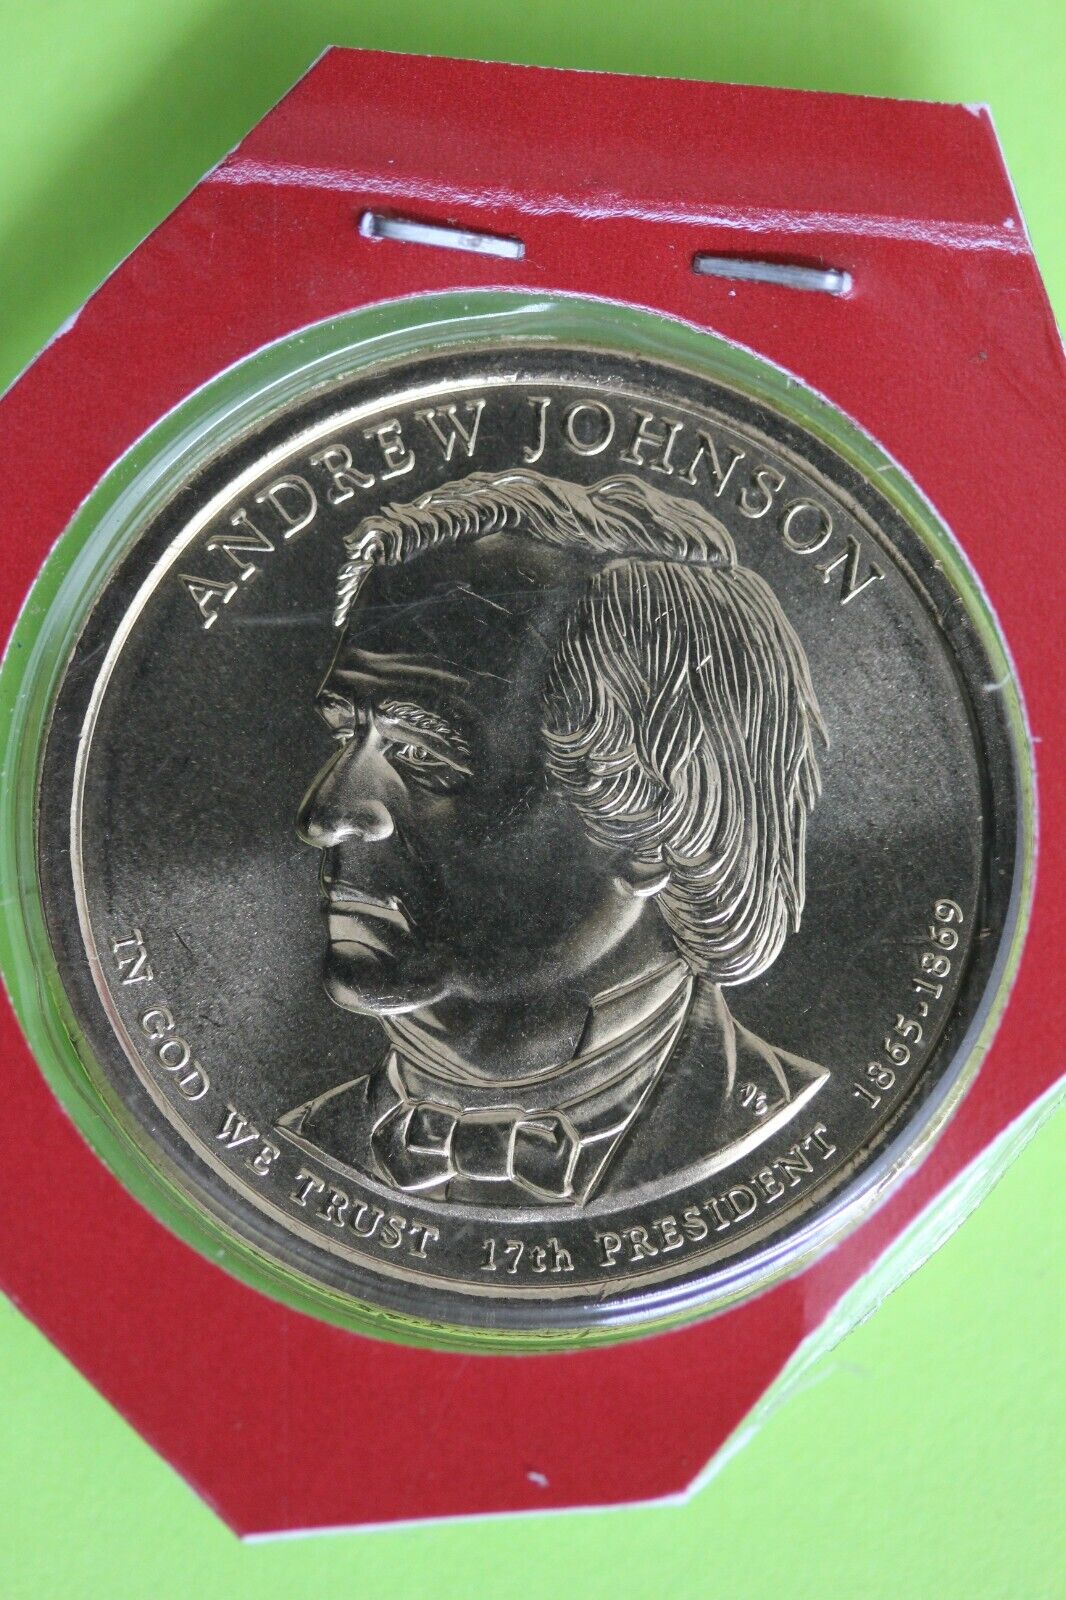 ANDREW JOHNSON
IN GOD WE TRUST 17th PRESIDENT 1865-1869